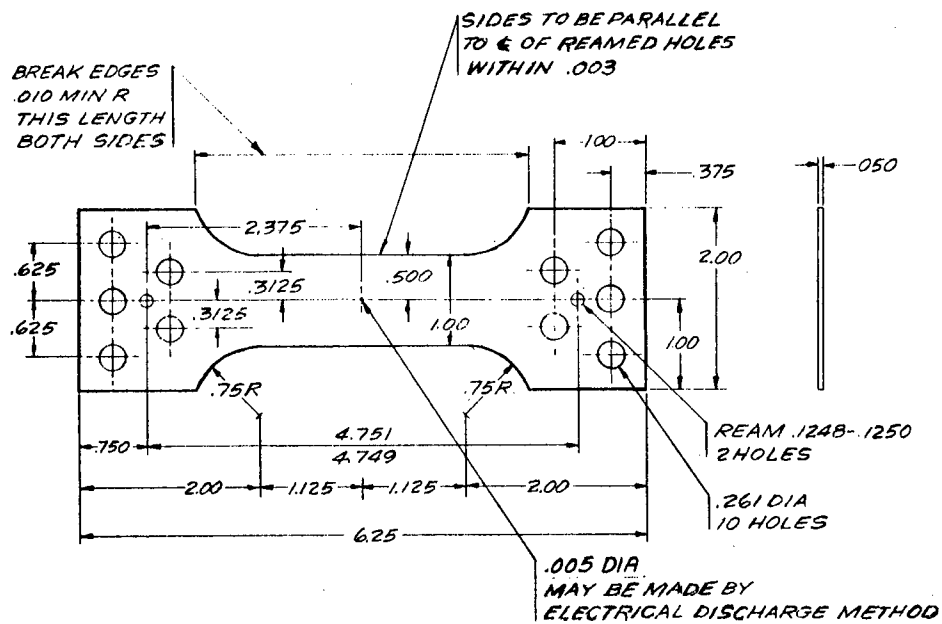 SIDES TO BE PARALLEL
TO ℄ OF REAMED HOLES
WITHIN .003
BREAK EDGES
.010 MIN R
THIS LENGTH
BOTH SIDES
1.00
.375
.050
2.375
.625
.3125
.500
2.00
.3125
.625
1.00
1.00
.75R
.75R
.750
4.751
4.749
REAM .1248-.1250
2 HOLES
2.00
1.125
1.125
2.00
.261 DIA
10 HOLES
6.25
.005 DIA
MAY BE MADE BY
ELECTRICAL DISCHARGE METHOD